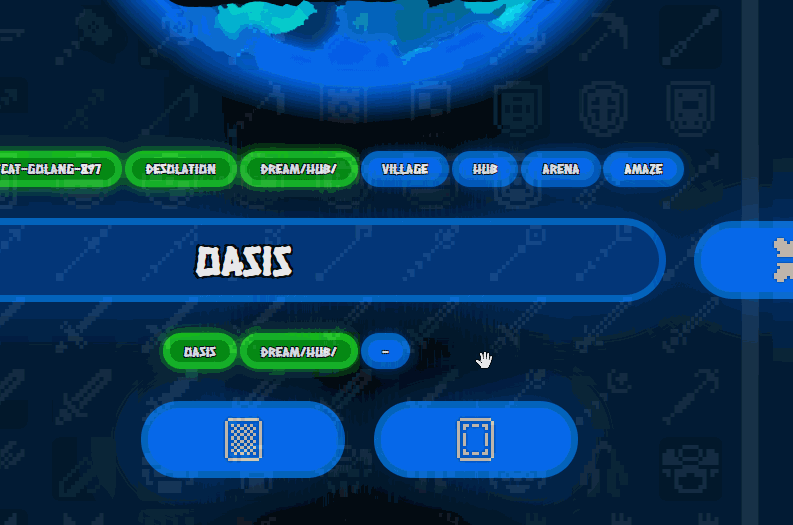 CAT-GOLANG-897 DESOLATION DREAM/HUB/ VILLAGE HUB ARENA AMAZE
OASIS
OASIS DREAM/HUB/ -